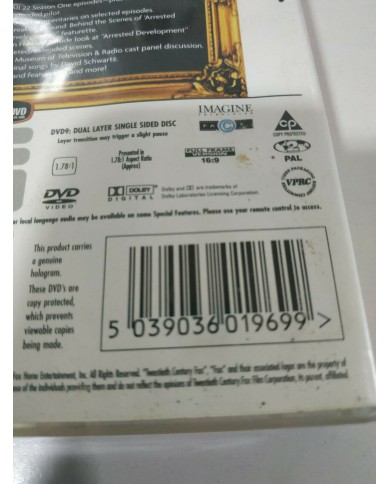 22 Season One episodes
pilot
commentaries on selected episodes.
Behind the Scenes of 'Arrested
featurette.
look at "Arrested Development"
scenes.
Museum of Television & Radio cast panel discussion.
songs by David Schwartz.
and more!
DVD
IMAGINE
TELEVISION
DVD9: DUAL LAYER SINGLE SIDED DISC
Layer transition may trigger a slight pause
CP
COPY PROTECTED
1.78:1
Presented in
1.78:1 Aspect Ratio
(Approx)
FULL FRAME
16:9
2
PAL
DVD
VIDEO
DOLBY
DIGITAL
Dolby and are trademarks of
Dolby Laboratories Licensing Corporation.
VPRC
local language audio may be available on some Special Features. Please use your remote control to access.
This product carries
a genuine
hologram.
These DVD's are
copy protected,
which prevents
viewable copies
being made.
5 039036 019699 >
Fox Home Entertainment, Inc. All Rights Reserved. "Twentieth Century Fox", "Fox" and their associated logos are the property of
of the individuals providing them and do not reflect the opinions of Twentieth Century Fox Film Corporation, its parent, affiliated